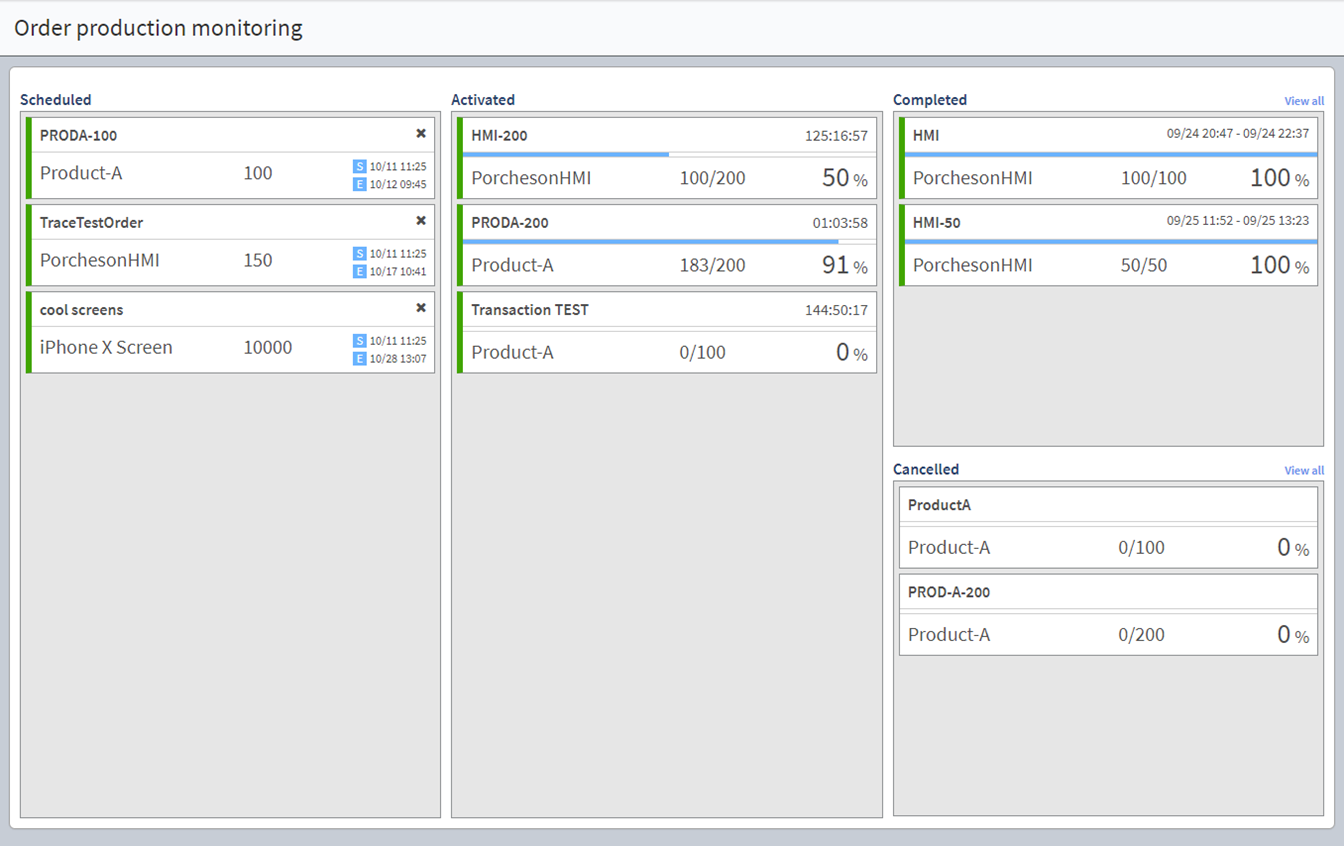 Order production monitoring
Scheduled
PRODA-100 ✖
Product-A 100 S 10/11 11:25
E 10/12 09:45
TraceTestOrder ✖
PorchesonHMI 150 S 10/11 11:25
E 10/17 10:41
cool screens ✖
iPhone X Screen 10000 S 10/11 11:25
E 10/28 13:07
Activated
HMI-200 125:16:57
PorchesonHMI 100/200 50 %
PRODA-200 01:03:58
Product-A 183/200 91 %
Transaction TEST 144:50:17
Product-A 0/100 0 %
Completed View all
HMI 09/24 20:47 - 09/24 22:37
PorchesonHMI 100/100 100 %
HMI-50 09/25 11:52 - 09/25 13:23
PorchesonHMI 50/50 100 %
Cancelled View all
ProductA
Product-A 0/100 0 %
PROD-A-200
Product-A 0/200 0 %